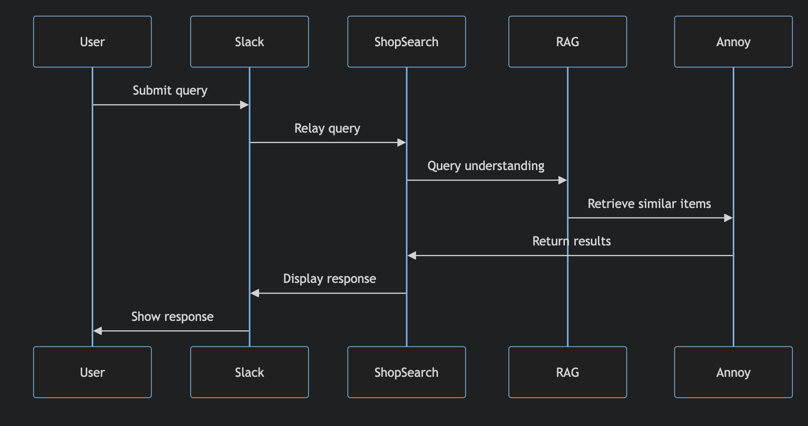 User
Slack
ShopSearch
RAG
Annoy
Submit query
Relay query
Query understanding
Retrieve similar items
Return results
Display response
Show response
User
Slack
ShopSearch
RAG
Annoy